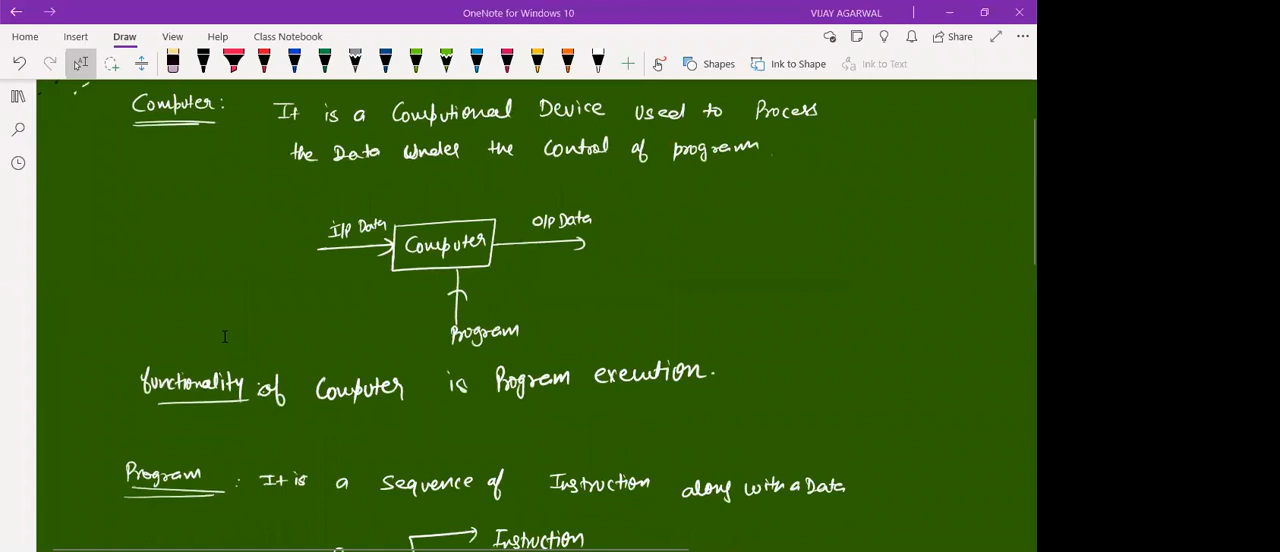 OneNote for Windows 10
VIJAY AGARWAL
Home Insert Draw View Help Class Notebook
Share
Shapes Ink to Shape Ink to Text
Computer: It is a Computional Device used to Process
the Data under the control of program.
I/P Data
O/P Data
Computer
Program
functionality of Computer is Program execution.
Program : It is a sequence of Instruction along with a Data
Instruction